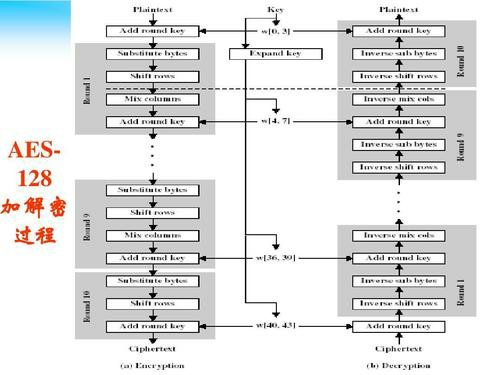 AES-
128
加解密
过程
Plaintext
Key
Plaintext
Add round key
w[0, 3]
Add round key
Substitute bytes
Expand key
Inverse sub bytes
Shift rows
Inverse shift rows
Round 1
Round 10
Mix columns
Inverse mix cols
Add round key
w[4, 7]
Add round key
Inverse sub bytes
Round 9
Inverse shift rows
Substitute bytes
Shift rows
Round 9
Mix columns
Inverse mix cols
Add round key
w[36, 39]
Add round key
Substitute bytes
Inverse sub bytes
Round 10
Round 1
Shift rows
Inverse shift rows
Add round key
w[40, 43]
Add round key
Ciphertext
Ciphertext
(a) Encryption
(b) Decryption